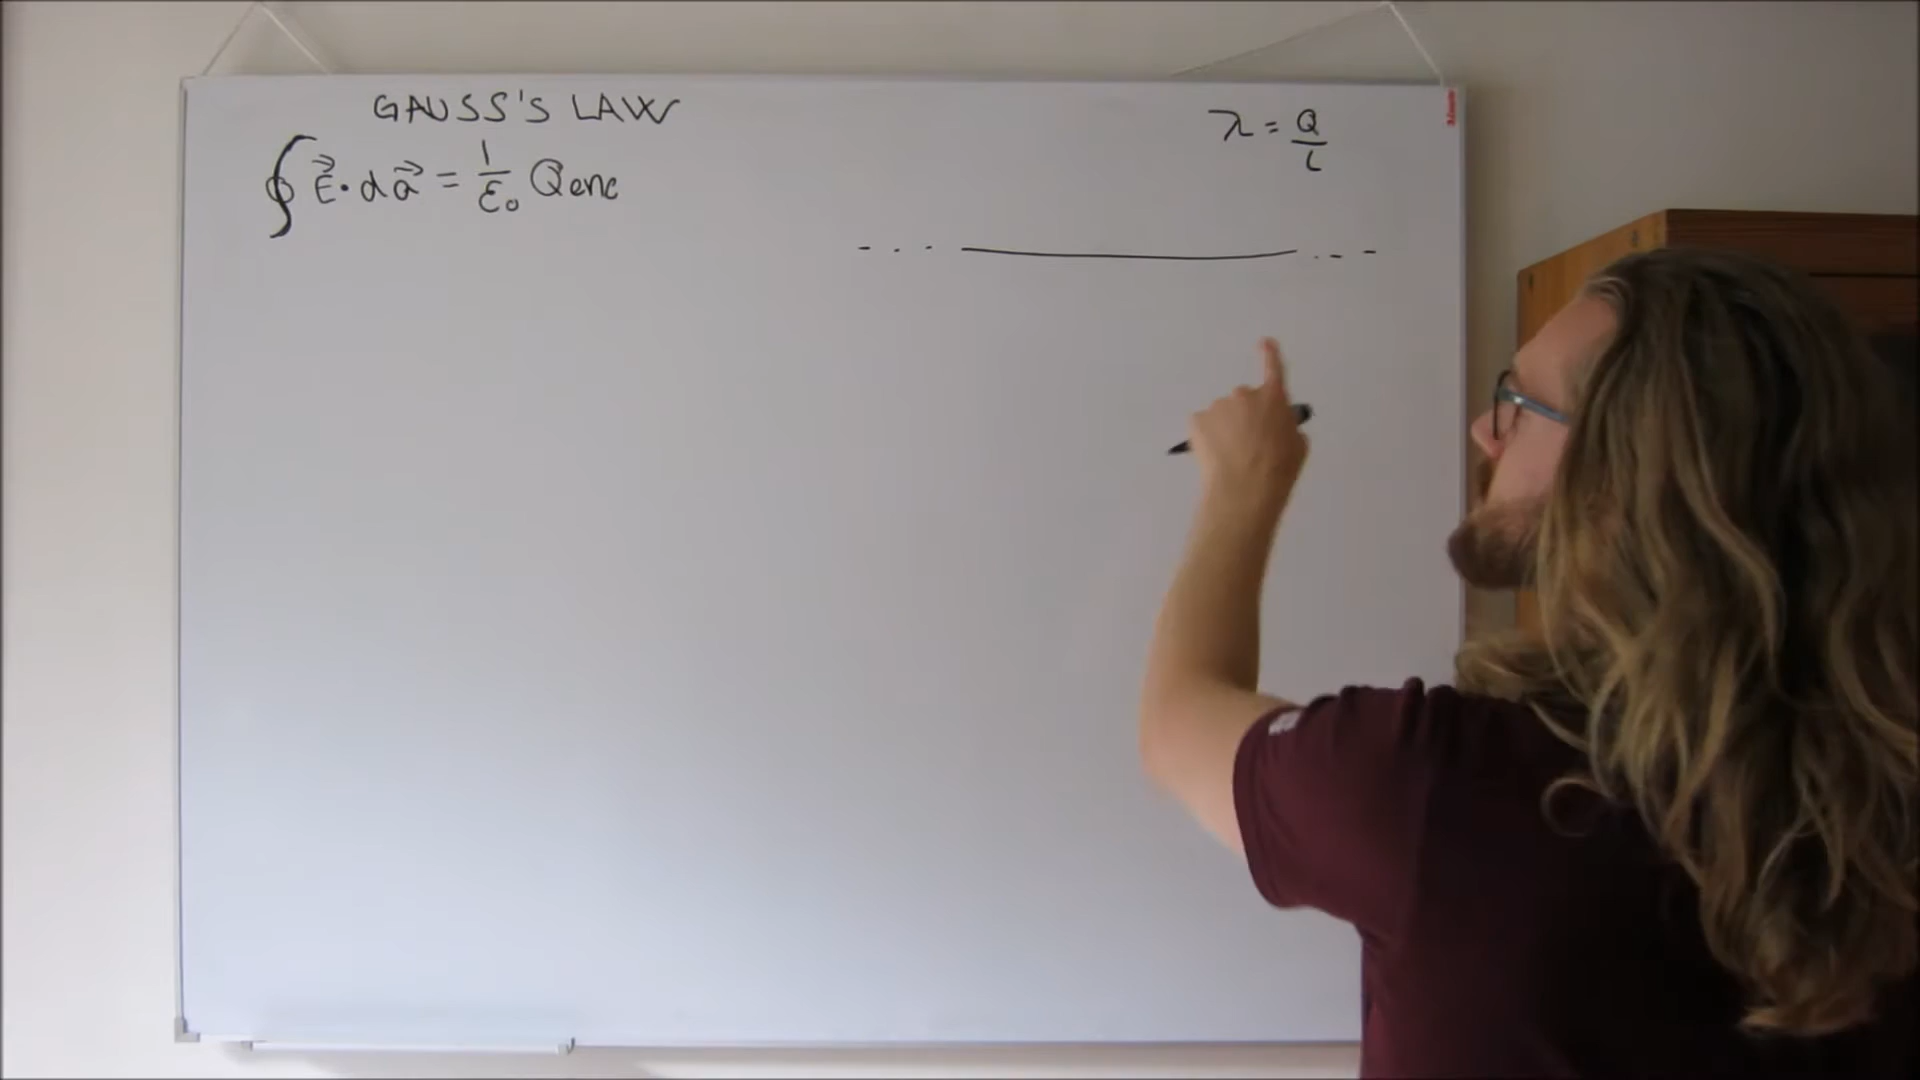 GAUSS'S LAW
∮ E⃗ · da⃗ = 1/ε₀ Qenc
λ = Q/L